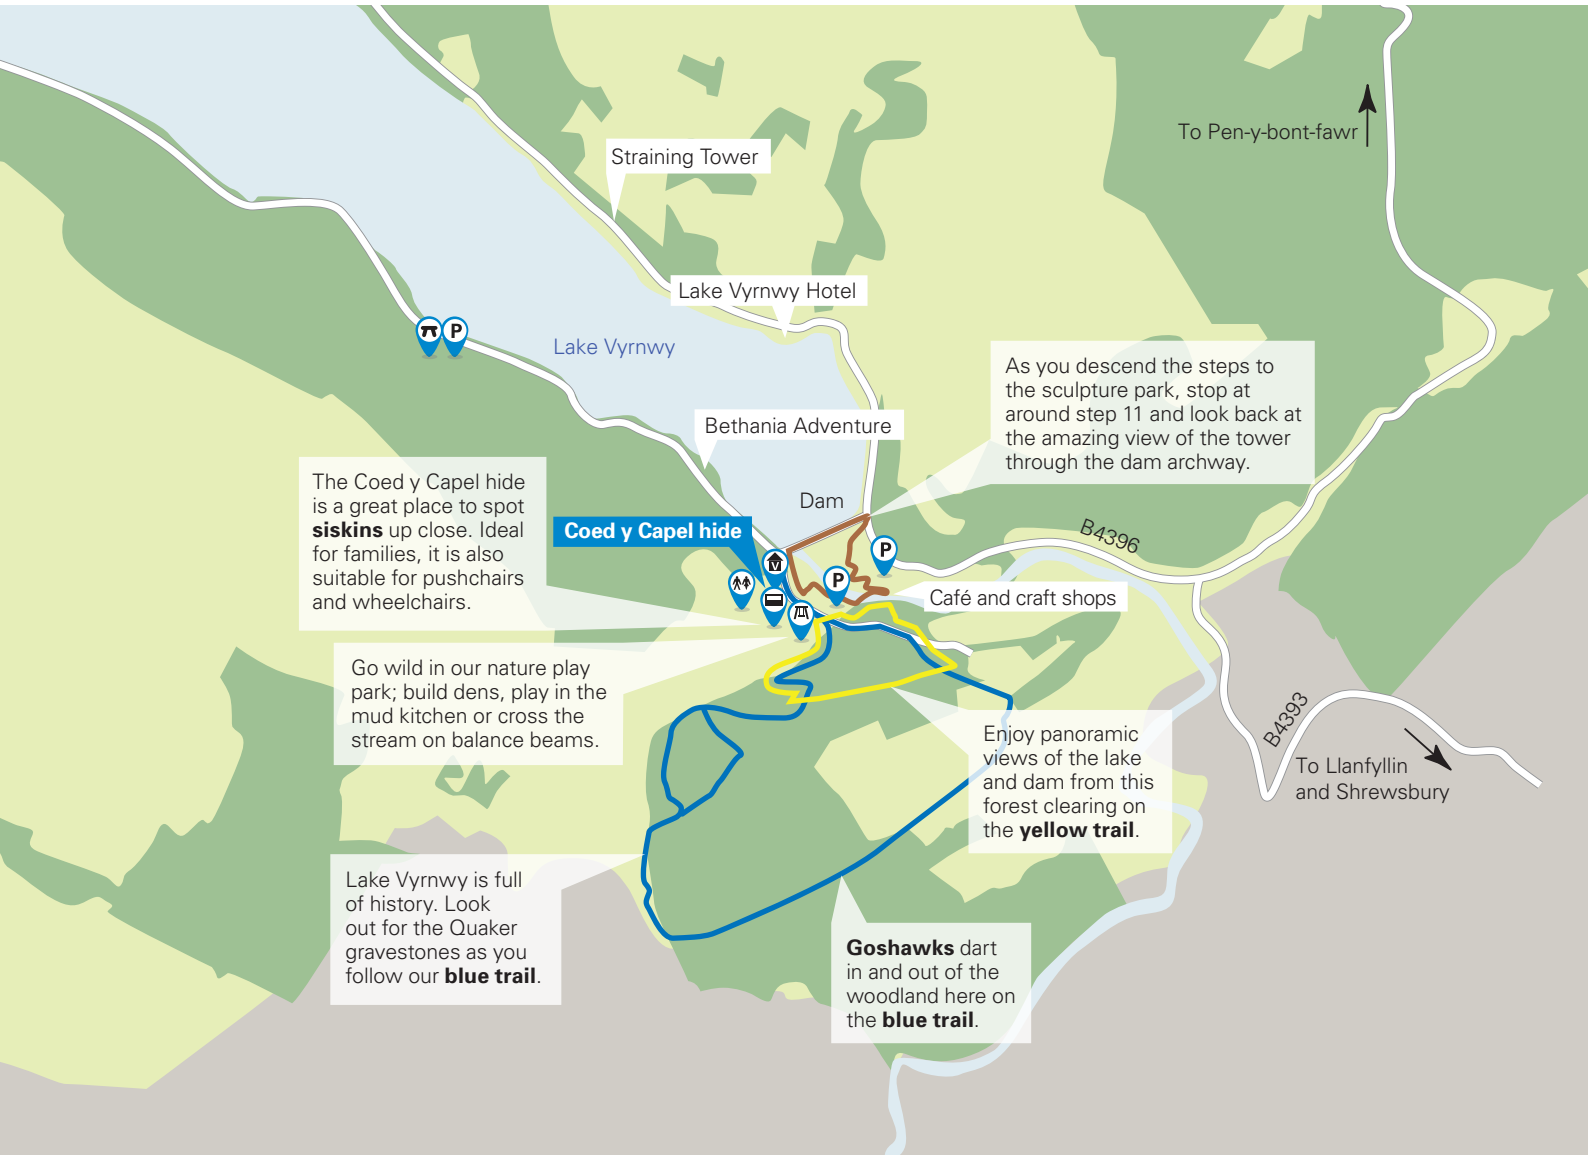 To Pen-y-bont-fawr
Straining Tower
Lake Vyrnwy Hotel
P
Lake Vyrnwy
As you descend the steps to
the sculpture park, stop at
around step 11 and look back at
the amazing view of the tower
through the dam archway.
Bethania Adventure
The Coed y Capel hide
is a great place to spot
siskins up close. Ideal
for families, it is also
suitable for pushchairs
and wheelchairs.
Dam
Coed y Capel hide
B4396
P
V
P
Café and craft shops
Go wild in our nature play
park; build dens, play in the
mud kitchen or cross the
stream on balance beams.
B4393
Enjoy panoramic
views of the lake
and dam from this
forest clearing on
the yellow trail.
To Llanfyllin
and Shrewsbury
Lake Vyrnwy is full
of history. Look
out for the Quaker
gravestones as you
follow our blue trail.
Goshawks dart
in and out of the
woodland here on
the blue trail.